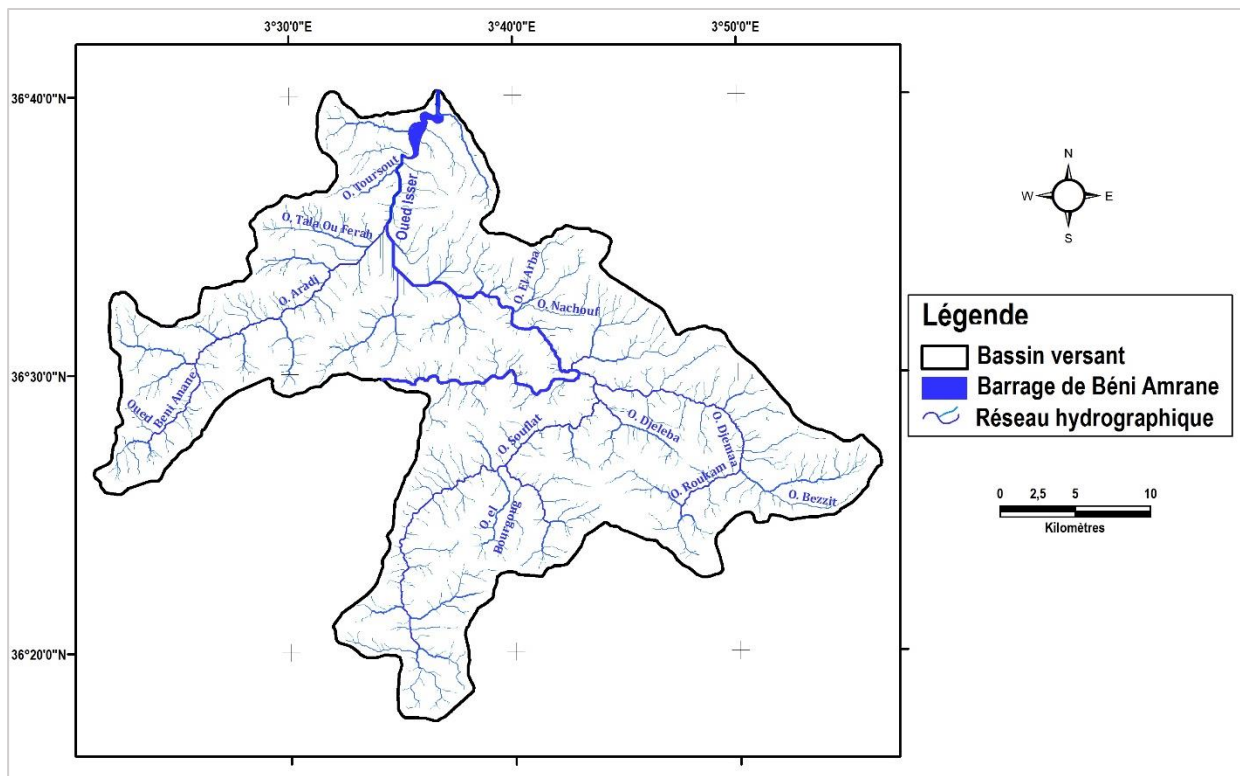 3°30'0"E
3°40'0"E
3°50'0"E
36°40'0"N
36°30'0"N
36°20'0"N
O. Toursout
Oued Isser
O. Tala Ou Ferah
O. Aradj
O. El Arba
O. Nachouf
Oued
Béni Anane
O. Souflat
O. Djeleba
O. Djemaa
O. Roukam
O. Bezzit
O. el
Bourgoug
N
W
E
S
Légende
Bassin versant
Barrage de Béni Amrane
Réseau hydrographique
0 2,5 5 10
Kilomètres